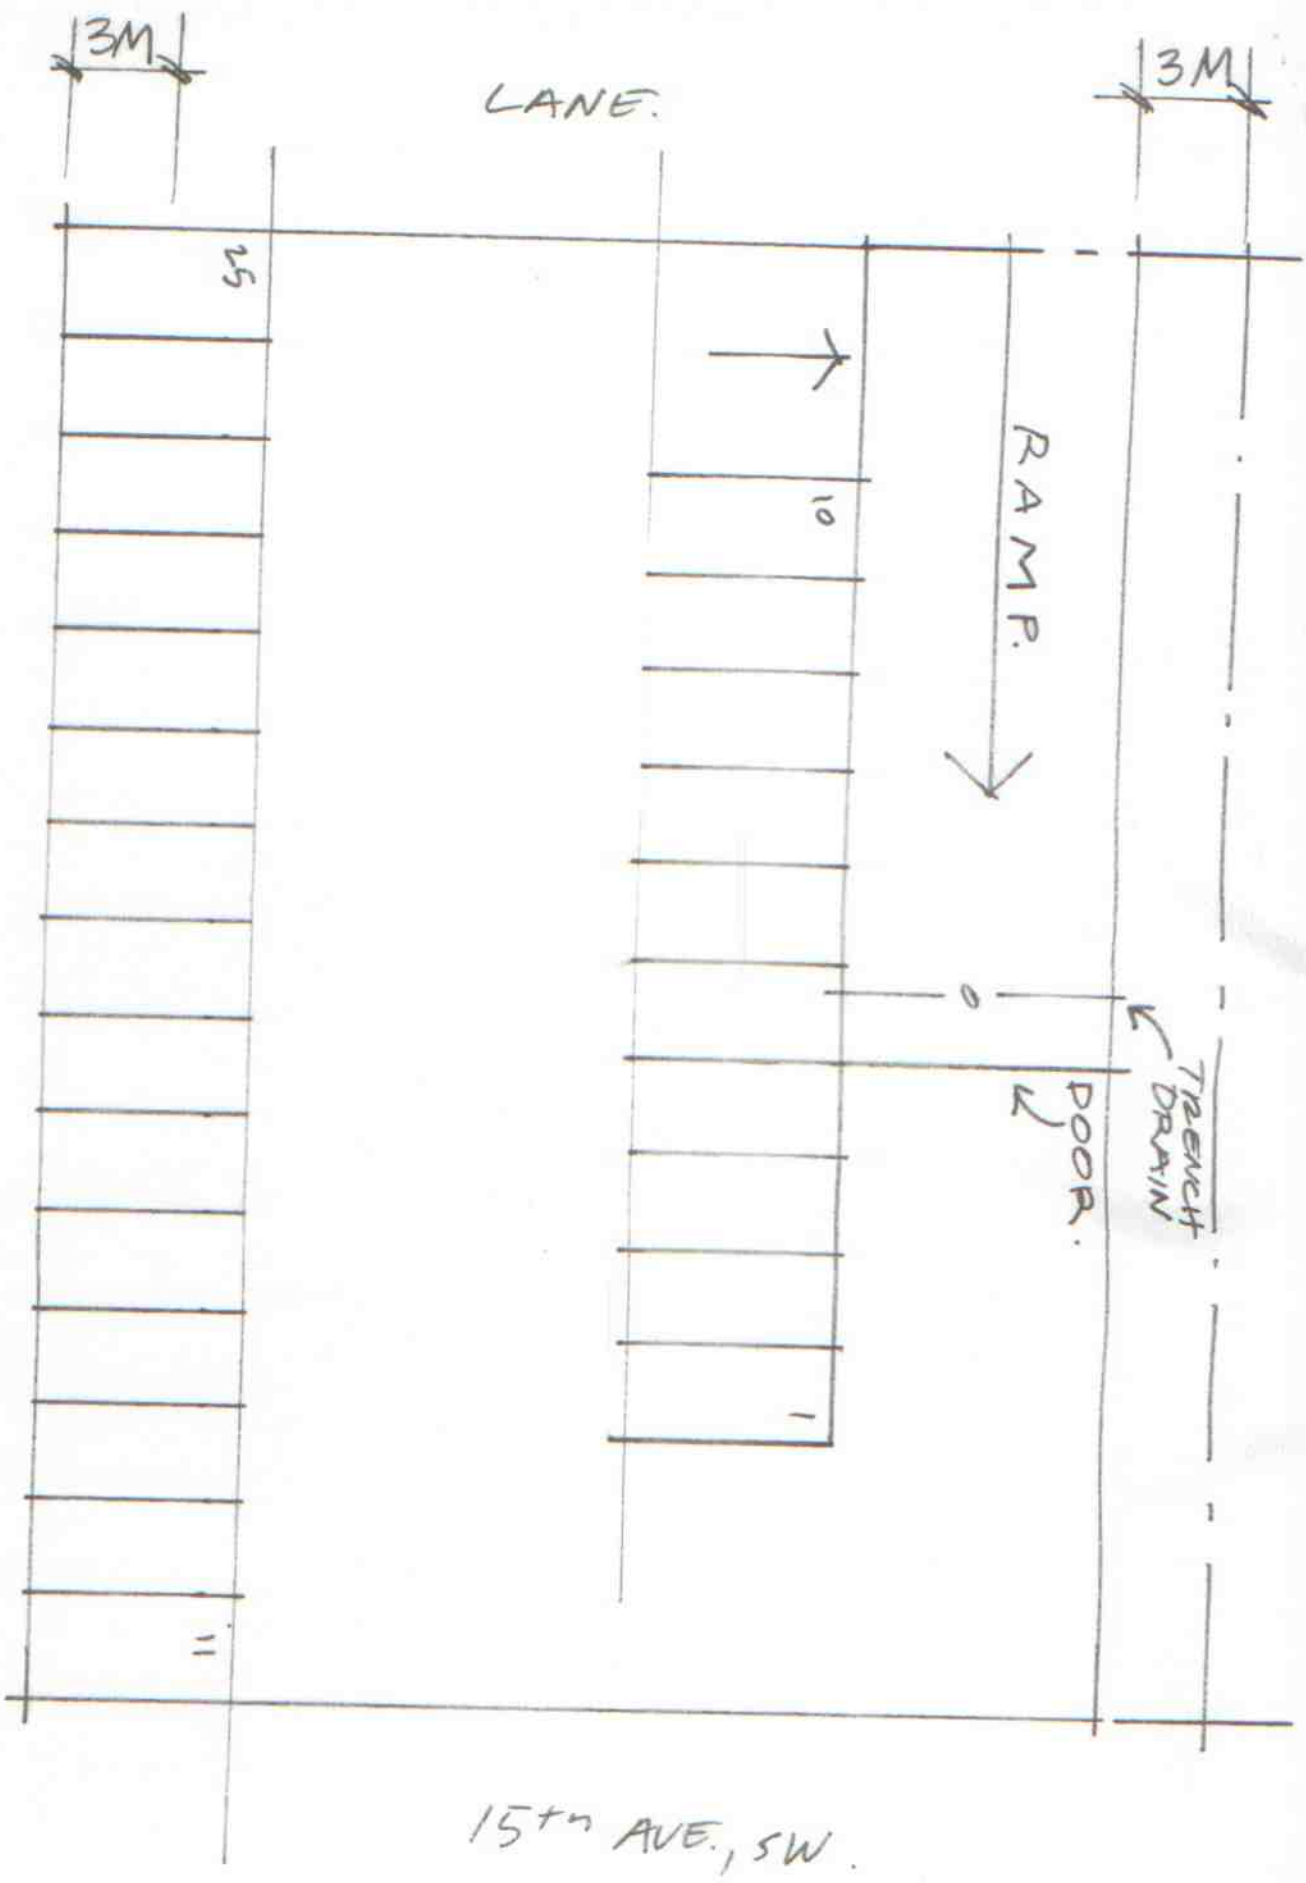 3M
3M
LANE.
25
RAMP.
10
0
TRENCH
DRAIN
DOOR.
1
11
15th AVE., SW.